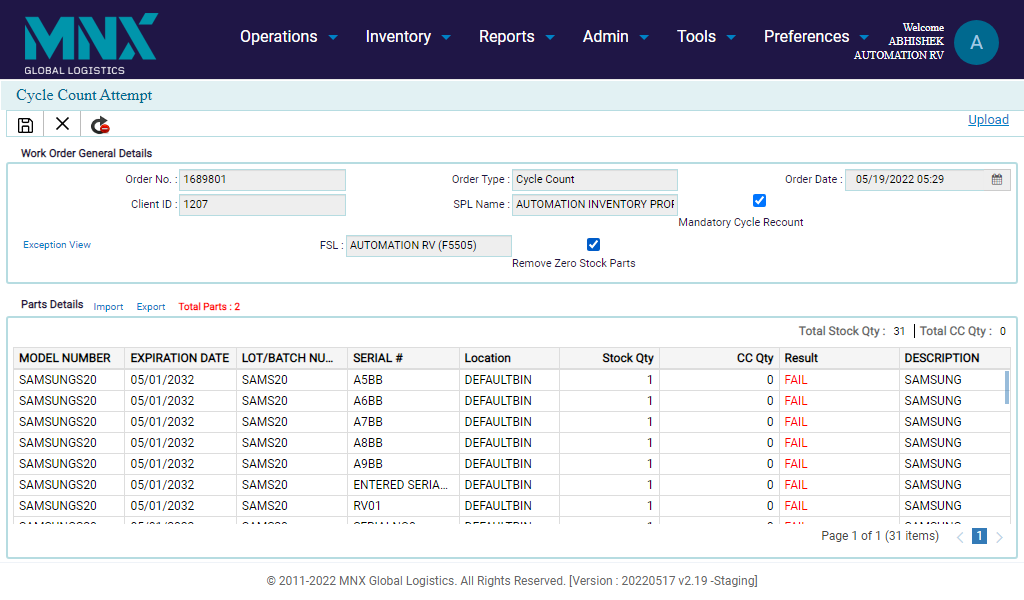 MNX
GLOBAL LOGISTICS
Operations Inventory Reports Admin Tools Preferences
Welcome
ABHISHEK
AUTOMATION RV
A
Cycle Count Attempt
Upload
Work Order General Details
Order No. : 1689801 Order Type : Cycle Count Order Date : 05/19/2022 05:29
Client ID : 1207 SPL Name : AUTOMATION INVENTORY PROF
Mandatory Cycle Recount
Exception View FSL : AUTOMATION RV (F5505)
Remove Zero Stock Parts
Parts Details Import Export Total Parts : 2
Total Stock Qty : 31 Total CC Qty : 0
MODEL NUMBER EXPIRATION DATE LOT/BATCH NU... SERIAL # Location Stock Qty CC Qty Result DESCRIPTION
SAMSUNGS20 05/01/2032 SAMS20 A5BB DEFAULTBIN 1 0 FAIL SAMSUNG
SAMSUNGS20 05/01/2032 SAMS20 A6BB DEFAULTBIN 1 0 FAIL SAMSUNG
SAMSUNGS20 05/01/2032 SAMS20 A7BB DEFAULTBIN 1 0 FAIL SAMSUNG
SAMSUNGS20 05/01/2032 SAMS20 A8BB DEFAULTBIN 1 0 FAIL SAMSUNG
SAMSUNGS20 05/01/2032 SAMS20 A9BB DEFAULTBIN 1 0 FAIL SAMSUNG
SAMSUNGS20 05/01/2032 SAMS20 ENTERED SERIA... DEFAULTBIN 1 0 FAIL SAMSUNG
SAMSUNGS20 05/01/2032 SAMS20 RV01 DEFAULTBIN 1 0 FAIL SAMSUNG
Page 1 of 1 (31 items) 1
© 2011-2022 MNX Global Logistics. All Rights Reserved. [Version : 20220517 v2.19 -Staging]